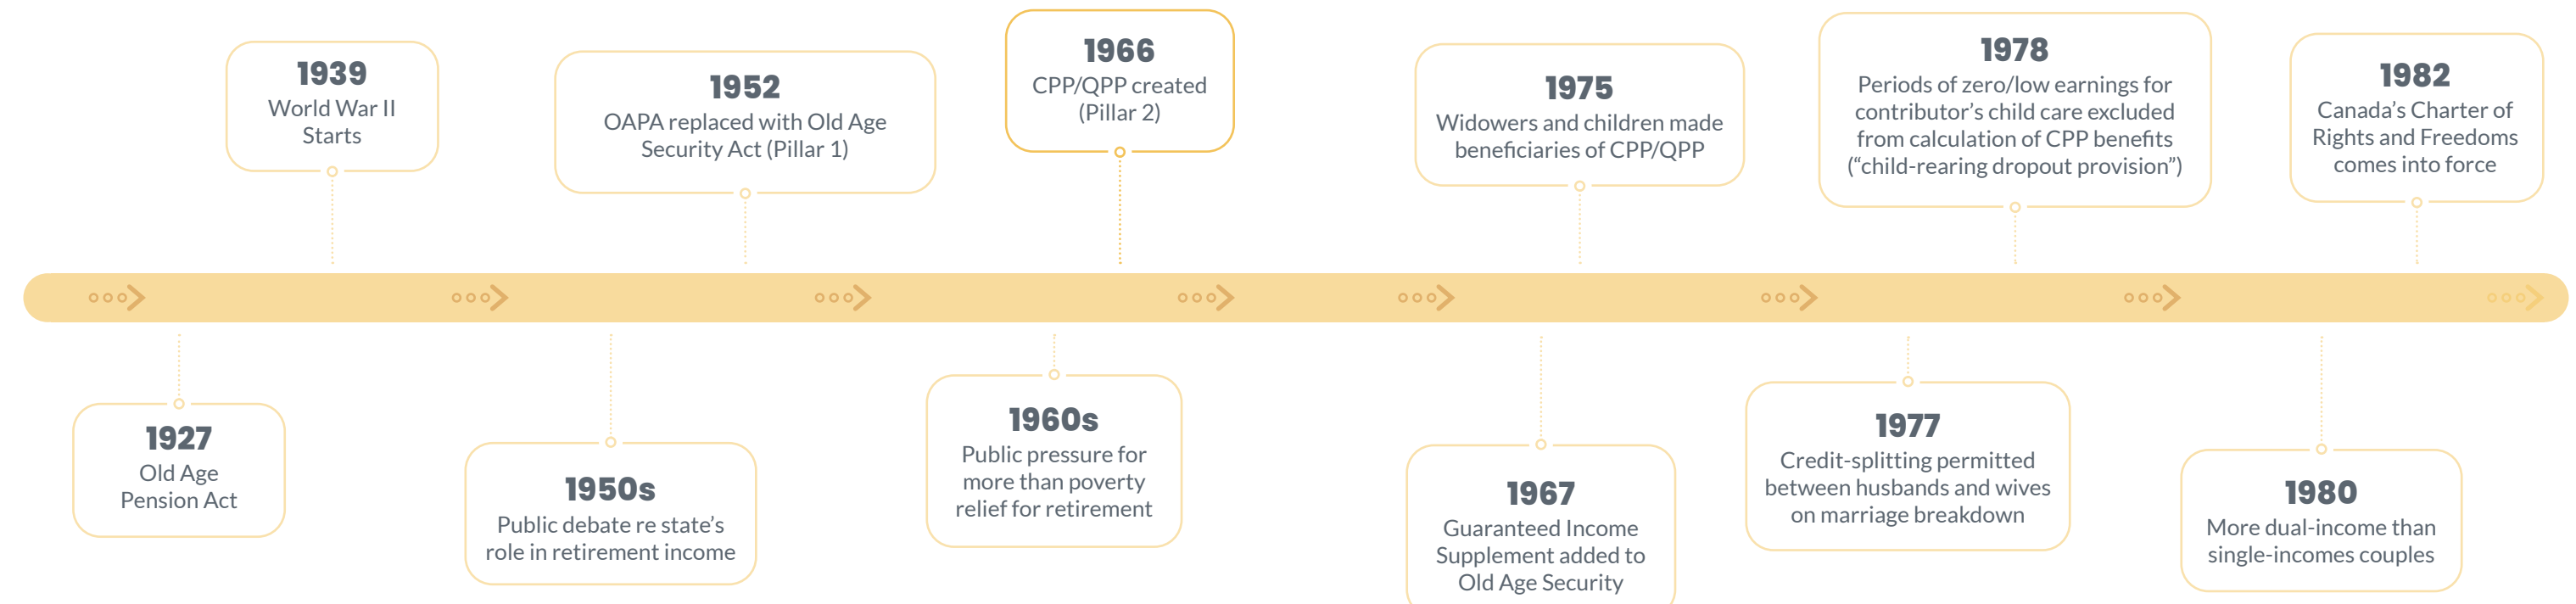 1927
Old Age
Pension Act
1939
World War II
Starts
1950s
Public debate re state’s
role in retirement income
1952
OAPA replaced with Old Age
Security Act (Pillar 1)
1960s
Public pressure for
more than poverty
relief for retirement
1966
CPP/QPP created
(Pillar 2)
1967
Guaranteed Income
Supplement added to
Old Age Security
1975
Widowers and children made
beneficiaries of CPP/QPP
1977
Credit-splitting permitted
between husbands and wives
on marriage breakdown
1978
Periods of zero/low earnings for
contributor’s child care excluded
from calculation of CPP benefits
(“child-rearing dropout provision”)
1980
More dual-income than
single-incomes couples
1982
Canada’s Charter of
Rights and Freedoms
comes into force